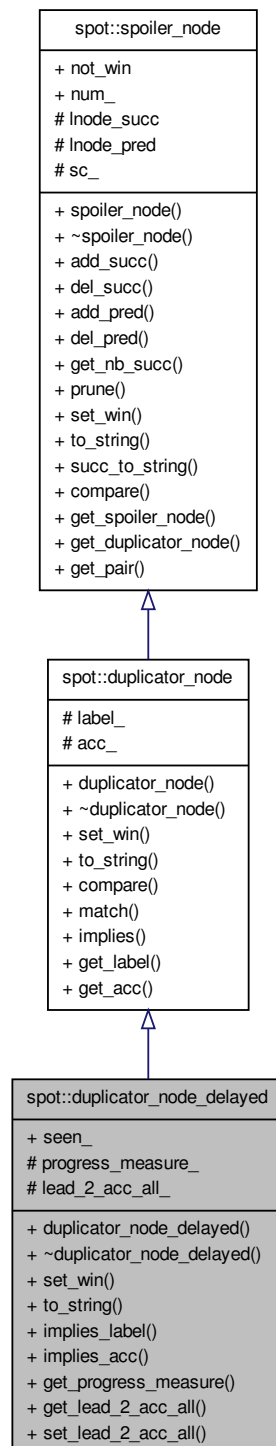 spot::spoiler_node
+ not_win
+ num_
# lnode_succ
# lnode_pred
# sc_
+ spoiler_node()
+ ~spoiler_node()
+ add_succ()
+ del_succ()
+ add_pred()
+ del_pred()
+ get_nb_succ()
+ prune()
+ set_win()
+ to_string()
+ succ_to_string()
+ compare()
+ get_spoiler_node()
+ get_duplicator_node()
+ get_pair()
spot::duplicator_node
# label_
# acc_
+ duplicator_node()
+ ~duplicator_node()
+ set_win()
+ to_string()
+ compare()
+ match()
+ implies()
+ get_label()
+ get_acc()
spot::duplicator_node_delayed
+ seen_
# progress_measure_
# lead_2_acc_all_
+ duplicator_node_delayed()
+ ~duplicator_node_delayed()
+ set_win()
+ to_string()
+ implies_label()
+ implies_acc()
+ get_progress_measure()
+ get_lead_2_acc_all()
+ set_lead_2_acc_all()